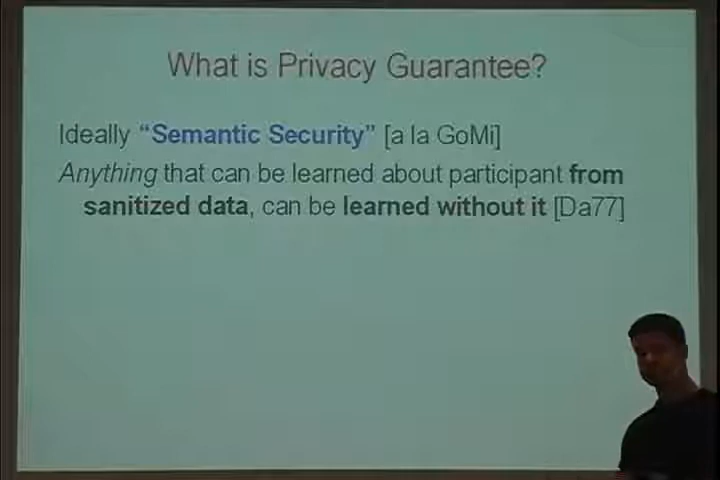 What is Privacy Guarantee?
Ideally “Semantic Security” [a la GoMi]
Anything that can be learned about participant from
sanitized data, can be learned without it [Da77]